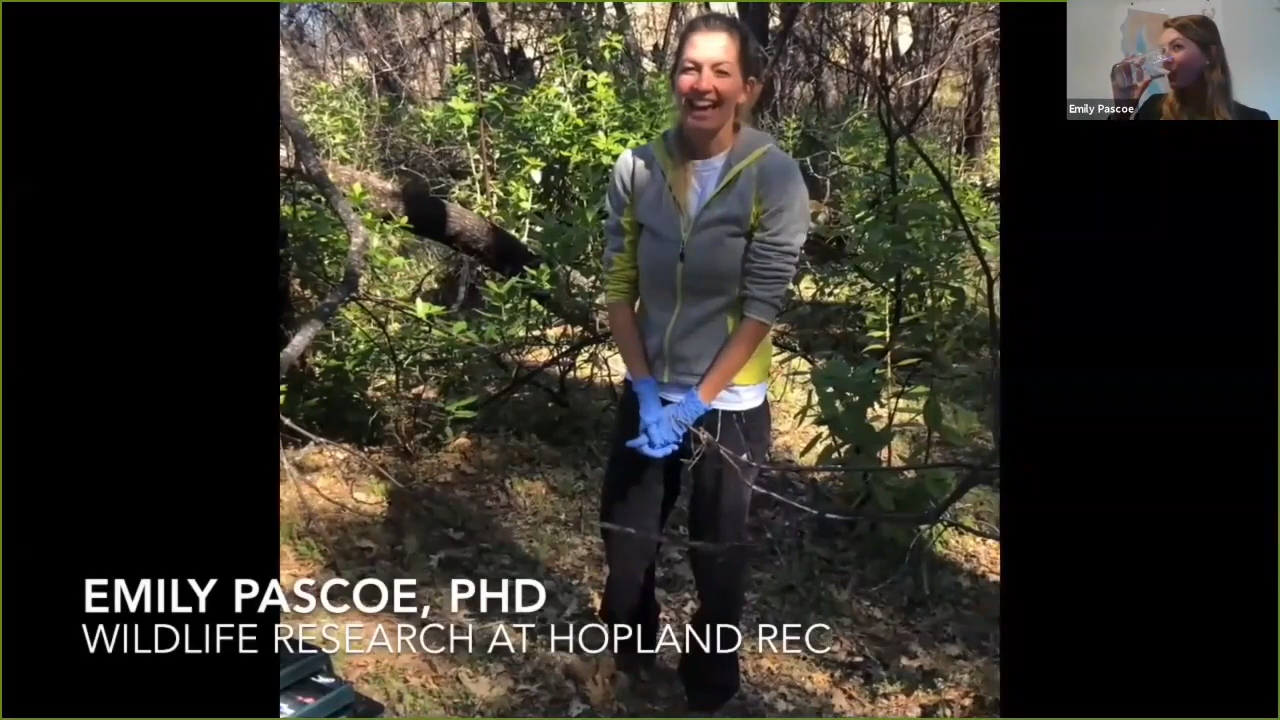 Emily Pascoe
EMILY PASCOE, PHD
WILDLIFE RESEARCH AT HOPLAND REC